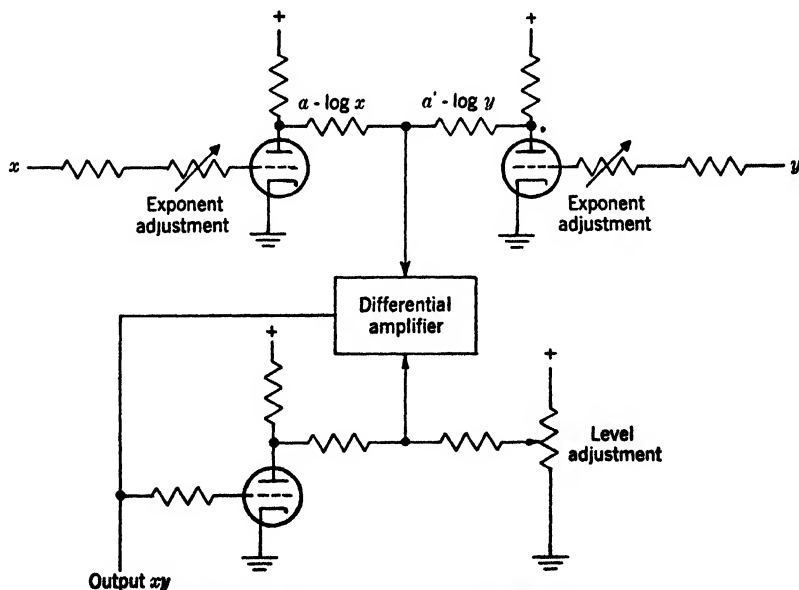 +
+
a - log x
a' - log y
x
y
Exponent
adjustment
Exponent
adjustment
Differential
amplifier
+
+
Level
adjustment
Output xy